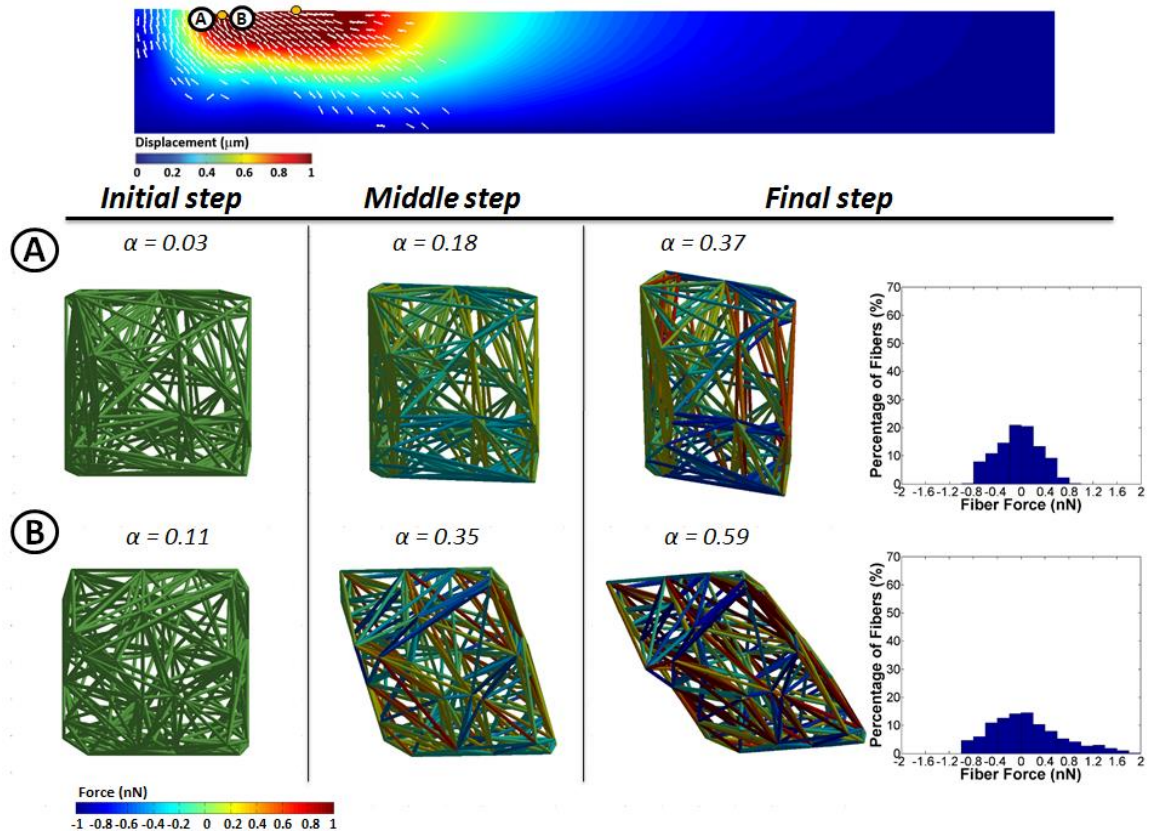 A B
Displacement (μm)
0 0.2 0.4 0.6 0.8 1
Initial step Middle step Final step
A
α = 0.03 α = 0.18 α = 0.37
Percentage of Fibers (%)
70
60
50
40
30
20
10
0
-2 -1.6 -1.2 -0.8 -0.4 0 0.4 0.8 1.2 1.6 2
Fiber Force (nN)
B
α = 0.11 α = 0.35 α = 0.59
Percentage of Fibers (%)
70
60
50
40
30
20
10
0
-2 -1.6 -1.2 -0.8 -0.4 0 0.4 0.8 1.2 1.6 2
Fiber Force (nN)
Force (nN)
-1 -0.8 -0.6 -0.4 -0.2 0 0.2 0.4 0.6 0.8 1